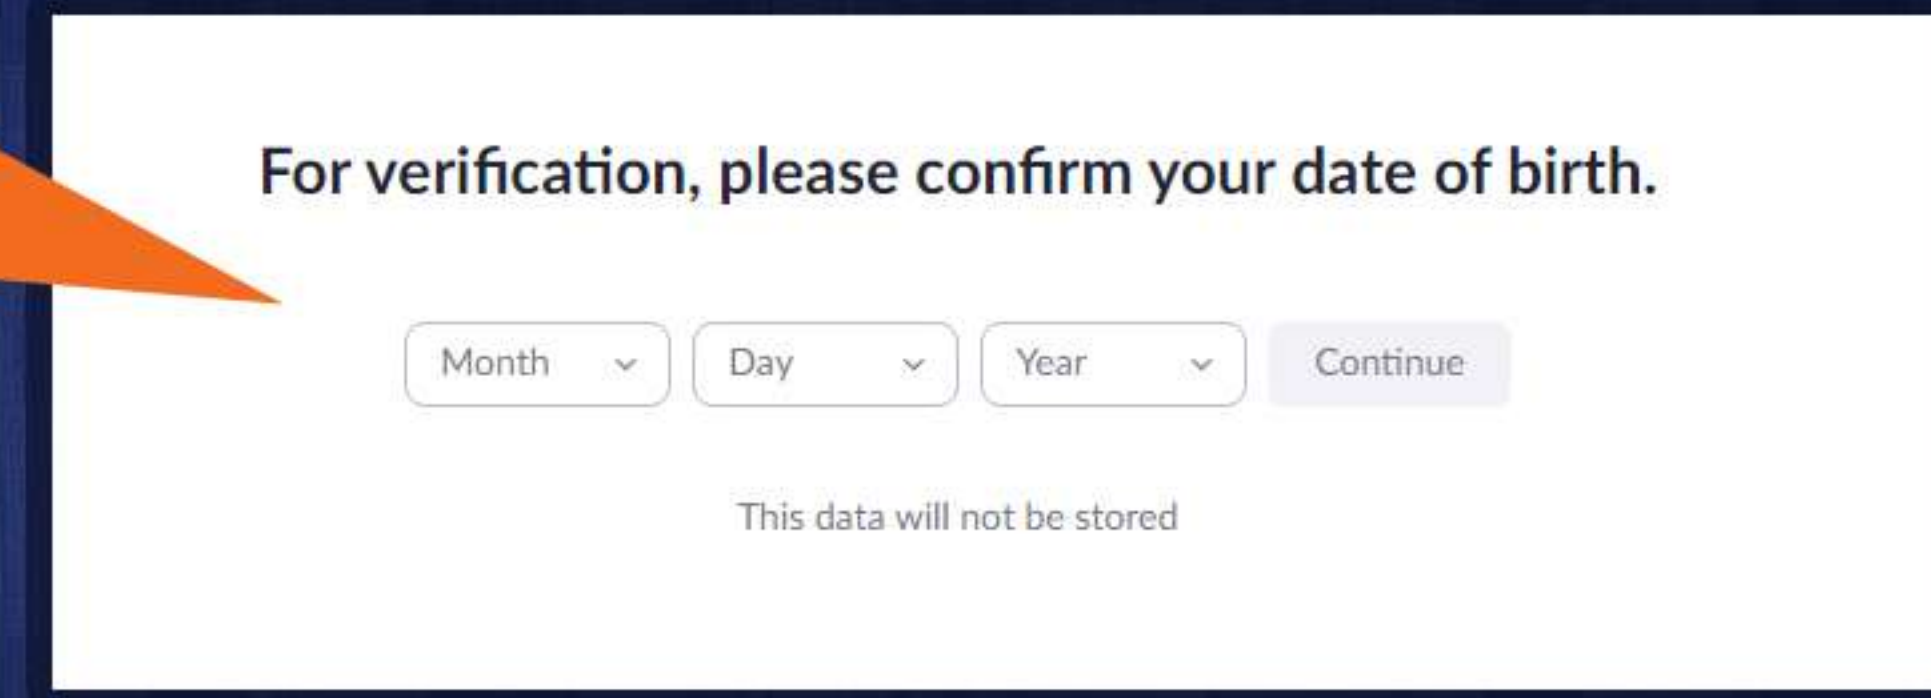 For verification, please confirm your date of birth.
Month Day Year Continue
This data will not be stored